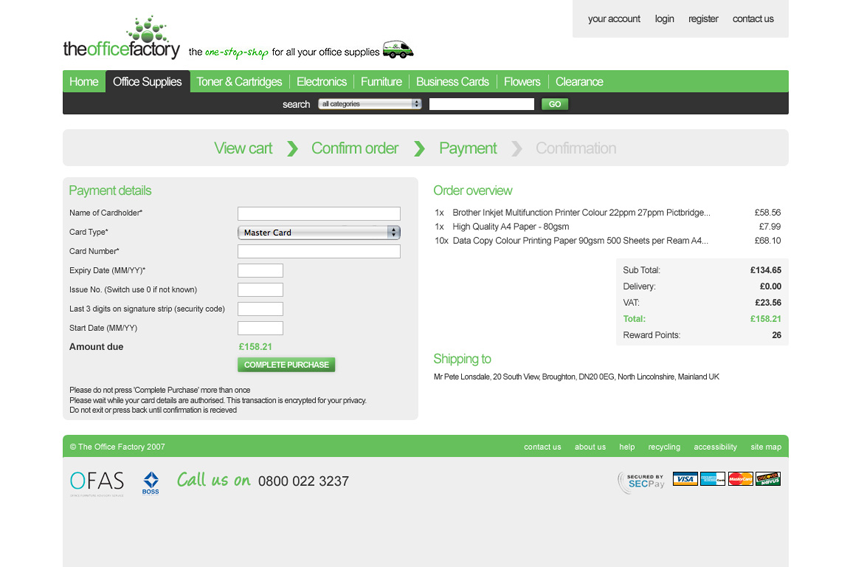 your account login register contact us
theofficefactory the one-stop-shop for all your office supplies
Home Office Supplies Toner & Cartridges Electronics Furniture Business Cards Flowers Clearance
search all categories GO
View cart Confirm order Payment Confirmation
Payment details
Name of Cardholder*
Card Type* Master Card
Card Number*
Expiry Date (MM/YY)*
Issue No. (Switch use 0 if not known)
Last 3 digits on signature strip (security code)
Start Date (MM/YY)
Amount due £158.21
COMPLETE PURCHASE
Please do not press 'Complete Purchase' more than once
Please wait while your card details are authorised. This transaction is encrypted for your privacy.
Do not exit or press back until confirmation is recieved
Order overview
1x Brother Inkjet Multifunction Printer Colour 22ppm 27ppm Pictbridge... £58.56
1x High Quality A4 Paper - 80gsm £7.99
10x Data Copy Colour Printing Paper 90gsm 500 Sheets per Ream A4... £68.10
Sub Total: £134.65
Delivery: £0.00
VAT: £23.56
Total: £158.21
Reward Points: 26
Shipping to
Mr Pete Lonsdale, 20 South View, Broughton, DN20 0EG, North Lincolnshire, Mainland UK
© The Office Factory 2007 contact us about us help recycling accessibility site map
OFAS BOSS Call us on 0800 022 3237
SECURED BY
SECPay VISA MasterCard